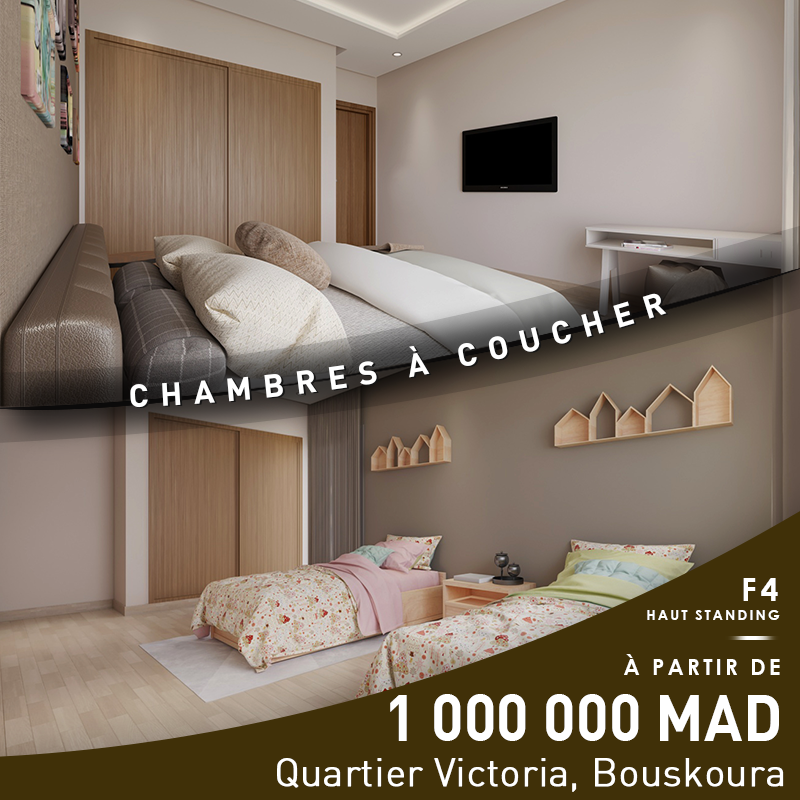 CHAMBRES À COUCHER
F4
HAUT STANDING
À PARTIR DE
1 000 000 MAD
Quartier Victoria, Bouskoura